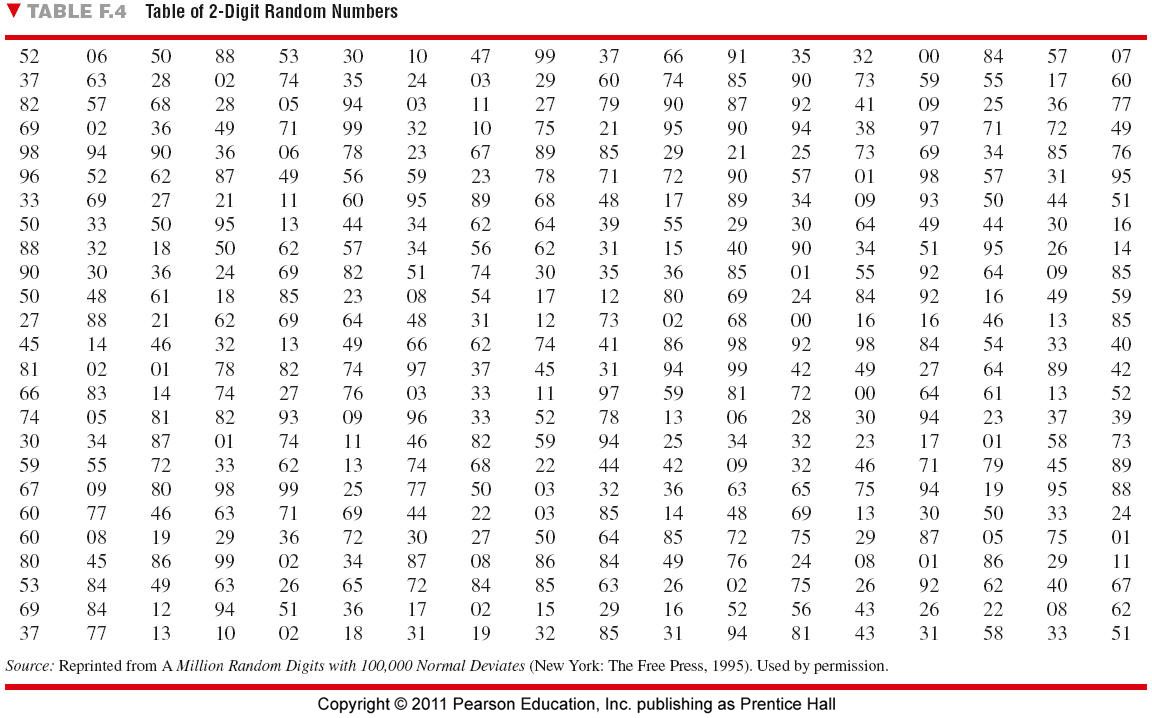 ▼ TABLE F.4 Table of 2-Digit Random Numbers
52 06 50 88 53 30 10 47 99 37 66 91 35 32 00 84 57 07
37 63 28 02 74 35 24 03 29 60 74 85 90 73 59 55 17 60
82 57 68 28 05 94 03 11 27 79 90 87 92 41 09 25 36 77
69 02 36 49 71 99 32 10 75 21 95 90 94 38 97 71 72 49
98 94 90 36 06 78 23 67 89 85 29 21 25 73 69 34 85 76
96 52 62 87 49 56 59 23 78 71 72 90 57 01 98 57 31 95
33 69 27 21 11 60 95 89 68 48 17 89 34 09 93 50 44 51
50 33 50 95 13 44 34 62 64 39 55 29 30 64 49 44 30 16
88 32 18 50 62 57 34 56 62 31 15 40 90 34 51 95 26 14
90 30 36 24 69 82 51 74 30 35 36 85 01 55 92 64 09 85
50 48 61 18 85 23 08 54 17 12 80 69 24 84 92 16 49 59
27 88 21 62 69 64 48 31 12 73 02 68 00 16 16 46 13 85
45 14 46 32 13 49 66 62 74 41 86 98 92 98 84 54 33 40
81 02 01 78 82 74 97 37 45 31 94 99 42 49 27 64 89 42
66 83 14 74 27 76 03 33 11 97 59 81 72 00 64 61 13 52
74 05 81 82 93 09 96 33 52 78 13 06 28 30 94 23 37 39
30 34 87 01 74 11 46 82 59 94 25 34 32 23 17 01 58 73
59 55 72 33 62 13 74 68 22 44 42 09 32 46 71 79 45 89
67 09 80 98 99 25 77 50 03 32 36 63 65 75 94 19 95 88
60 77 46 63 71 69 44 22 03 85 14 48 69 13 30 50 33 24
60 08 19 29 36 72 30 27 50 64 85 72 75 29 87 05 75 01
80 45 86 99 02 34 87 08 86 84 49 76 24 08 01 86 29 11
53 84 49 63 26 65 72 84 85 63 26 02 75 26 92 62 40 67
69 84 12 94 51 36 17 02 15 29 16 52 56 43 26 22 08 62
37 77 13 10 02 18 31 19 32 85 31 94 81 43 31 58 33 51
Source: Reprinted from A Million Random Digits with 100,000 Normal Deviates (New York: The Free Press, 1995). Used by permission.
Copyright © 2011 Pearson Education, Inc. publishing as Prentice Hall